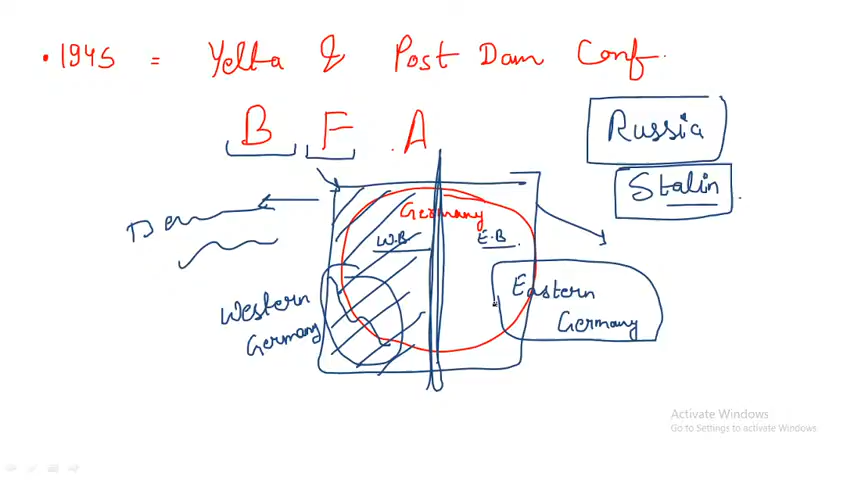 • 1945 = Yelta & Post Dam Conf.
B F A
Russia
Stalin
Germany
W.B E.B
Dem
Western
Germany
Eastern
Germany
Activate Windows
Go to Settings to activate Windows.